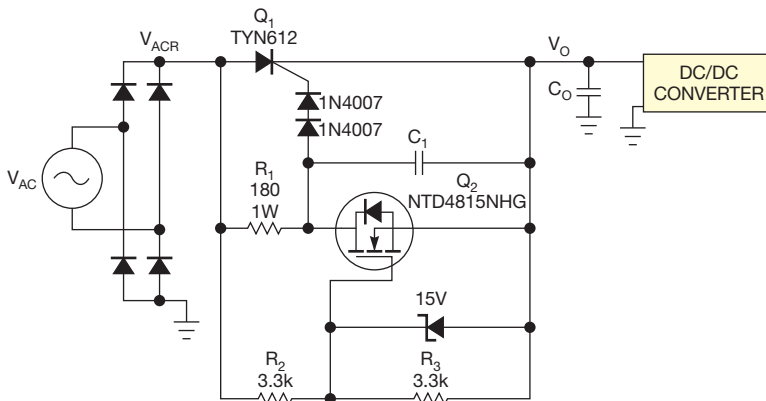 Q1
TYN612
VACR
VO
DC/DC
CONVERTER
CO
1N4007
1N4007
C1
VAC
R1
180
1W
Q2
NTD4815NHG
15V
R2
3.3k
R3
3.3k